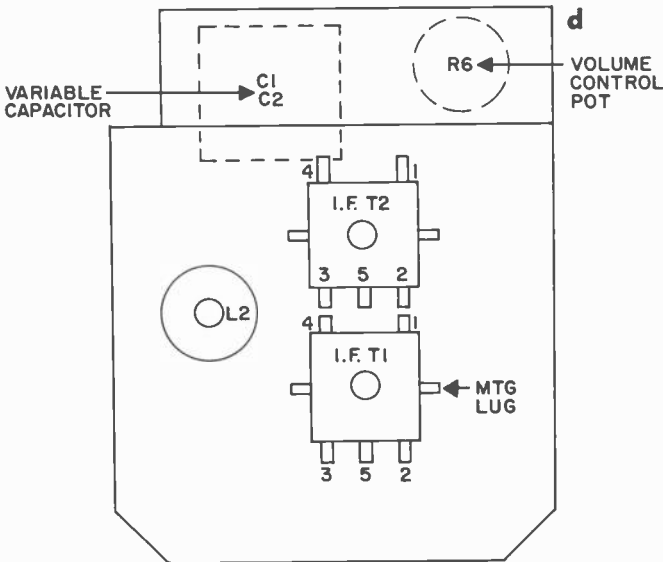 d
VARIABLE
CAPACITOR
C1
C2
R6
VOLUME
CONTROL
POT
4
1
I.F. T2
3 5 2
L2
4
1
I.F. T1
MTG
LUG
3 5 2